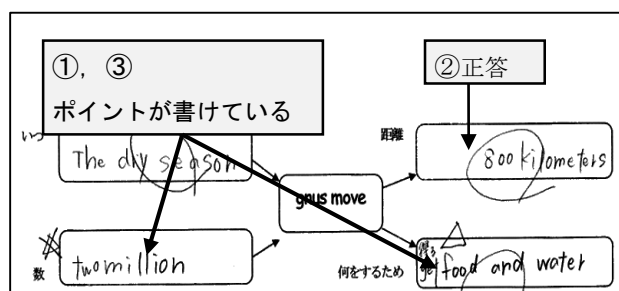 ①，③
ポイントが書けている
②正答
いつ
The dry season
距離
800 kilometers
gnus move
数
two million
何をするため
得る
get food and water